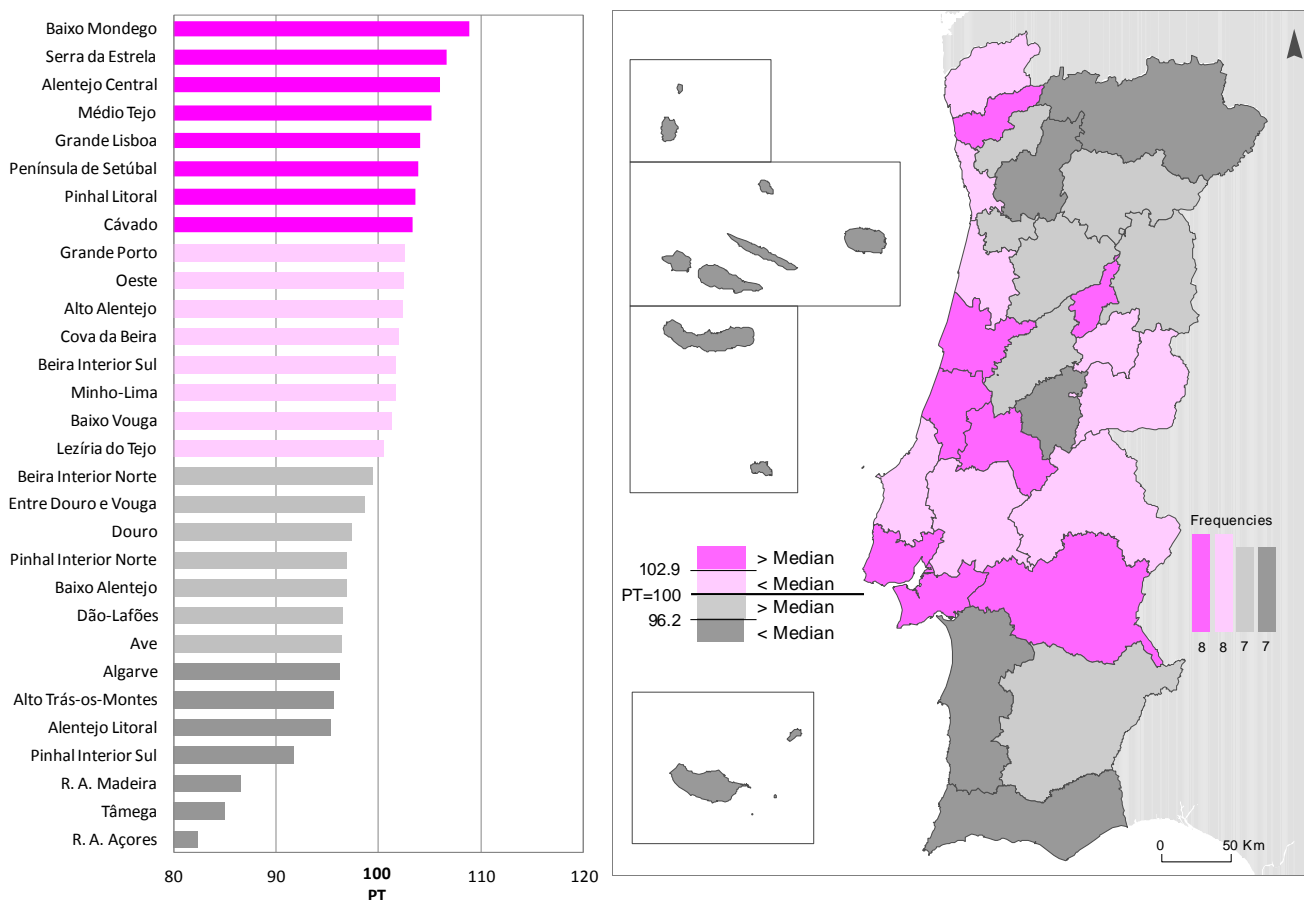 Baixo Mondego
Serra da Estrela
Alentejo Central
Médio Tejo
Grande Lisboa
Península de Setúbal
Pinhal Litoral
Cávado
Grande Porto
Oeste
Alto Alentejo
Cova da Beira
Beira Interior Sul
Minho-Lima
Baixo Vouga
Lezíria do Tejo
Beira Interior Norte
Entre Douro e Vouga
Douro
Pinhal Interior Norte
Baixo Alentejo
Dão-Lafões
Ave
Algarve
Alto Trás-os-Montes
Alentejo Litoral
Pinhal Interior Sul
R. A. Madeira
Tâmega
R. A. Açores
80 90 100 110 120
PT
> Median
102.9
< Median
PT=100
> Median
96.2
< Median
Frequencies
8 8 7 7
0 50 Km